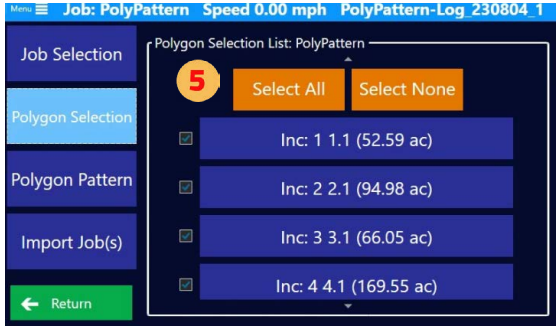 Menu Job: PolyPattern Speed 0.00 mph PolyPattern-Log_230804_1
Job Selection
Polygon Selection
Polygon Pattern
Import Job(s)
Return
Polygon Selection List: PolyPattern
5
Select All Select None
Inc: 1 1.1 (52.59 ac)
Inc: 2 2.1 (94.98 ac)
Inc: 3 3.1 (66.05 ac)
Inc: 4 4.1 (169.55 ac)